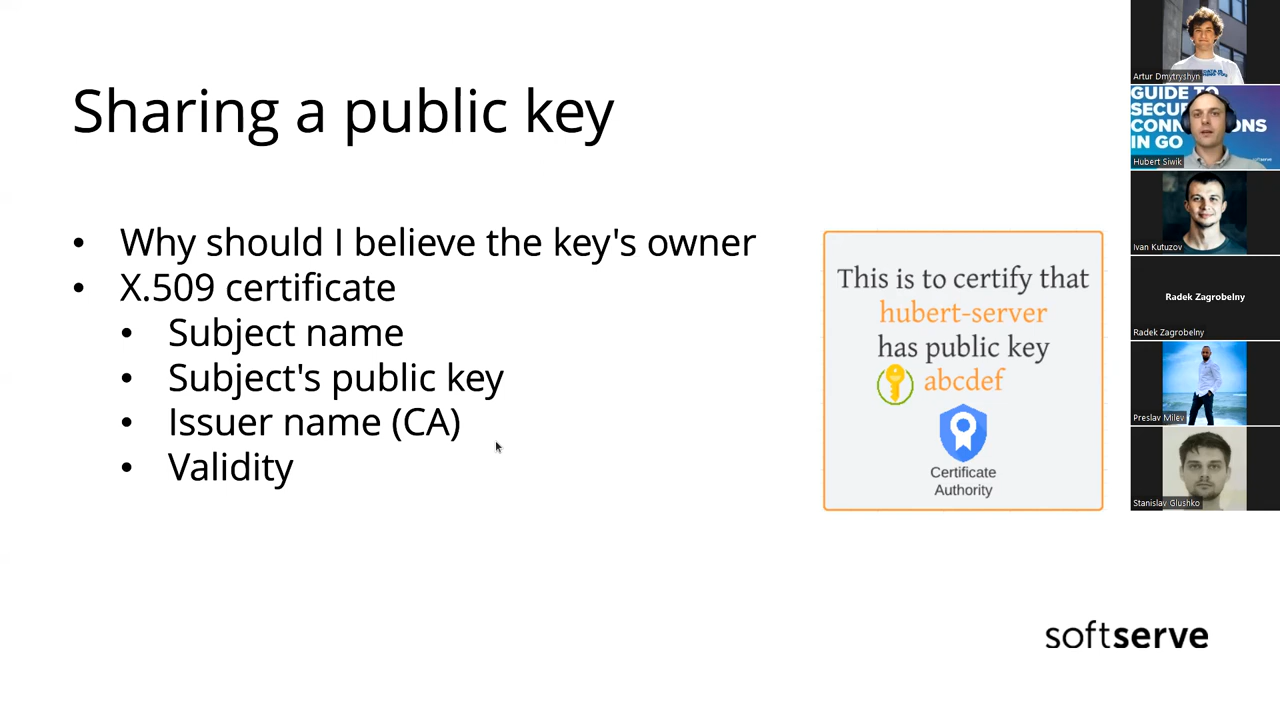 Sharing a public key
• Why should I believe the key's owner
• X.509 certificate
• Subject name
• Subject's public key
• Issuer name (CA)
• Validity
This is to certify that
hubert-server
has public key
abcdef
Certificate
Authority
softserve
Artur Dmytryshyn
GUIDE TO
SECU
CONN IONS
IN GO
softserve
Hubert Siwik
Ivan Kutuzov
Radek Zagrobelny
Radek Zagrobelny
Preslav Milev
Stanislav Glushko